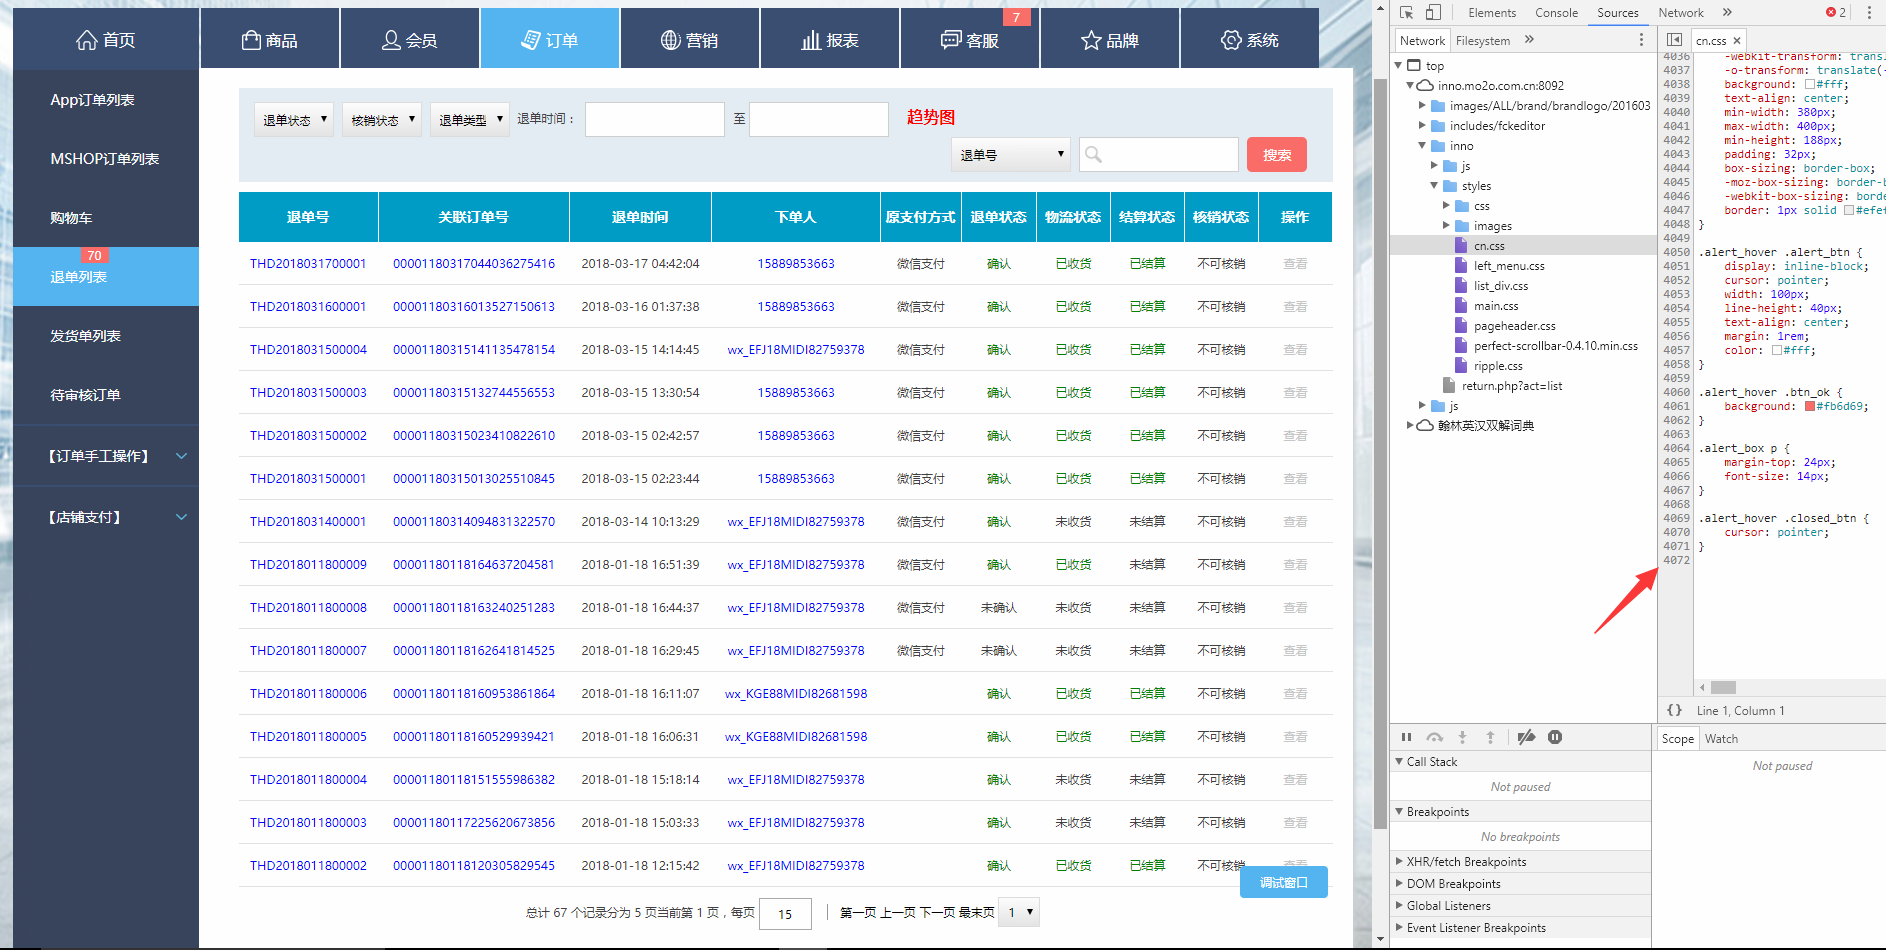 首页
商品
会员
订单
营销
报表
7
客服
品牌
系统
App订单列表
MSHOP订单列表
购物车
70
退单列表
发货单列表
待审核订单
【订单手工操作】
【店铺支付】
退单状态 核销状态 退单类型 退单时间： 至 趋势图
退单号 搜索
退单号 关联订单号 退单时间 下单人 原支付方式 退单状态 物流状态 结算状态 核销状态 操作
THD2018031700001 00001180317044036275416 2018-03-17 04:42:04 15889853663 微信支付 确认 已收货 已结算 不可核销 查看
THD2018031600001 00001180316013527150613 2018-03-16 01:37:38 15889853663 微信支付 确认 已收货 已结算 不可核销 查看
THD2018031500004 00001180315141135478154 2018-03-15 14:14:45 wx_EFJ18MIDI82759378 微信支付 确认 已收货 已结算 不可核销 查看
THD2018031500003 00001180315132744556553 2018-03-15 13:30:54 15889853663 微信支付 确认 已收货 已结算 不可核销 查看
THD2018031500002 00001180315023410822610 2018-03-15 02:42:57 15889853663 微信支付 确认 已收货 已结算 不可核销 查看
THD2018031500001 00001180315013025510845 2018-03-15 02:23:44 15889853663 微信支付 确认 已收货 已结算 不可核销 查看
THD2018031400001 00001180314094831322570 2018-03-14 10:13:29 wx_EFJ18MIDI82759378 微信支付 确认 未收货 未结算 不可核销 查看
THD2018011800009 00001180118164637204581 2018-01-18 16:51:39 wx_EFJ18MIDI82759378 微信支付 确认 未收货 未结算 不可核销 查看
THD2018011800008 00001180118163240251283 2018-01-18 16:44:37 wx_EFJ18MIDI82759378 微信支付 未确认 未收货 未结算 不可核销 查看
THD2018011800007 00001180118162641814525 2018-01-18 16:29:45 wx_EFJ18MIDI82759378 微信支付 未确认 未收货 未结算 不可核销 查看
THD2018011800006 00001180118160953861864 2018-01-18 16:11:07 wx_KGE88MIDI82681598 确认 已收货 已结算 不可核销 查看
THD2018011800005 00001180118160529939421 2018-01-18 16:06:31 wx_KGE88MIDI82681598 确认 已收货 已结算 不可核销 查看
THD2018011800004 00001180118151555986382 2018-01-18 15:18:14 wx_EFJ18MIDI82759378 确认 未收货 未结算 不可核销 查看
THD2018011800003 00001180117225620673856 2018-01-18 15:03:33 wx_EFJ18MIDI82759378 确认 未收货 未结算 不可核销 查看
THD2018011800002 00001180118120305829545 2018-01-18 12:15:42 wx_EFJ18MIDI82759378 确认 已收货 已结算 不可核销
调试窗口
总计 67 个记录分为 5 页当前第 1 页，每页 15 第一页 上一页 下一页 最末页 1
Elements Console Sources Network » 2
Network Filesystem »
top
inno.mo2o.com.cn:8092
images/ALL/brand/brandlogo/201603
includes/fckeditor
inno
js
styles
css
images
cn.css
left_menu.css
list_div.css
main.css
pageheader.css
perfect-scrollbar-0.4.10.min.css
ripple.css
return.php?act=list
js
翰林英汉双解词典
cn.css ×
4036 -webkit-transform: transl
4037 -o-transform: translate(-
4038 background: #fff;
4039 text-align: center;
4040 min-width: 380px;
4041 max-width: 400px;
4042 min-height: 188px;
4043 padding: 32px;
4044 box-sizing: border-box;
4045 -moz-box-sizing: border-b
4046 -webkit-box-sizing: borde
4047 border: 1px solid #efef
4048 }
4049
4050 .alert_hover .alert_btn {
4051 display: inline-block;
4052 cursor: pointer;
4053 width: 100px;
4054 line-height: 40px;
4055 text-align: center;
4056 margin: 1rem;
4057 color: #fff;
4058 }
4059
4060 .alert_hover .btn_ok {
4061 background: #fb6d69;
4062 }
4063
4064 .alert_box p {
4065 margin-top: 24px;
4066 font-size: 14px;
4067 }
4068
4069 .alert_hover .closed_btn {
4070 cursor: pointer;
4071 }
4072
{} Line 1, Column 1
Call Stack
Not paused
Breakpoints
No breakpoints
XHR/fetch Breakpoints
DOM Breakpoints
Global Listeners
Event Listener Breakpoints
Scope Watch
Not paused